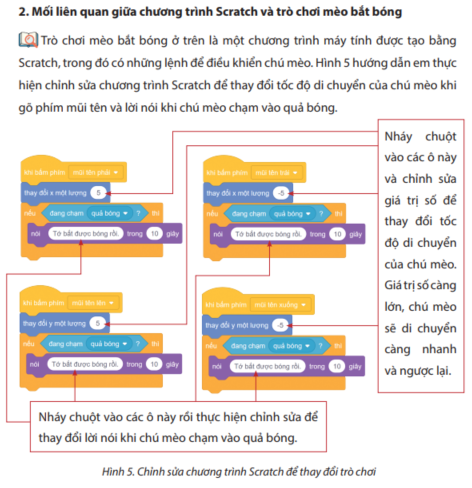 2. Mối liên quan giữa chương trình Scratch và trò chơi mèo bắt bóng
Trò chơi mèo bắt bóng ở trên là một chương trình máy tính được tạo bằng
Scratch, trong đó có những lệnh để điều khiển chú mèo. Hình 5 hướng dẫn em thực
hiện chỉnh sửa chương trình Scratch để thay đổi tốc độ di chuyển của chú mèo khi
gõ phím mũi tên và lời nói khi chú mèo chạm vào quả bóng.
khi bấm phím mũi tên phải
thay đổi x một lượng 5
nếu đang chạm quả bóng ? thì
nói Tớ bắt được bóng rồi. trong 10 giây
khi bấm phím mũi tên trái
thay đổi x một lượng -5
nếu đang chạm quả bóng ? thì
nói Tớ bắt được bóng rồi. trong 10 giây
Nháy chuột
vào các ô này
và chỉnh sửa
giá trị số để
thay đổi tốc
độ di chuyển
của chú mèo.
Giá trị số càng
lớn, chú mèo
sẽ di chuyển
càng nhanh
và ngược lại.
khi bấm phím mũi tên lên
thay đổi y một lượng 5
nếu đang chạm quả bóng ? thì
nói Tớ bắt được bóng rồi. trong 10 giây
khi bấm phím mũi tên xuống
thay đổi y một lượng -5
nếu đang chạm quả bóng ? thì
nói Tớ bắt được bóng rồi. trong 10 giây
Nháy chuột vào các ô này rồi thực hiện chỉnh sửa để
thay đổi lời nói khi chú mèo chạm vào quả bóng.
Hình 5. Chỉnh sửa chương trình Scratch để thay đổi trò chơi